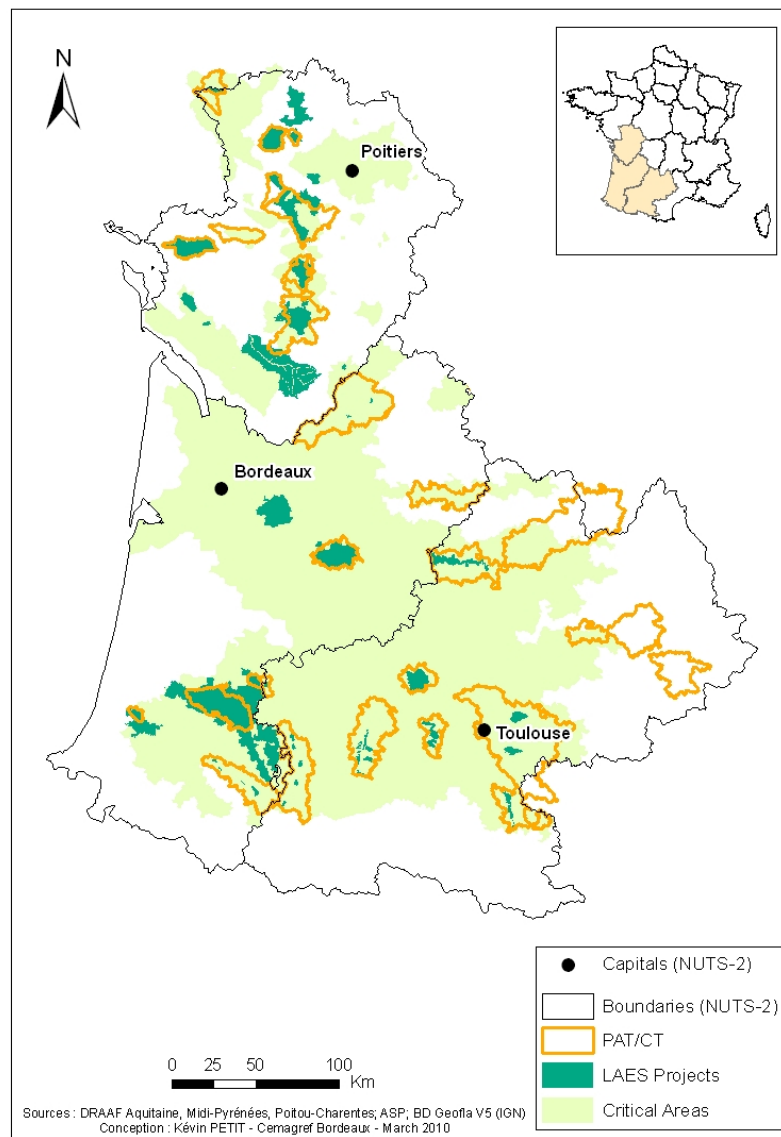 N
Poitiers
Bordeaux
Toulouse
Capitals (NUTS-2)
Boundaries (NUTS-2)
PAT/CT
LAES Projects
Critical Areas
0 25 50 100
Km
Sources : DRAAF Aquitaine, Midi-Pyrénées, Poitou-Charentes; ASP; BD Geofla V5 (IGN)
Conception : Kévin PETIT - Cemagref Bordeaux - March 2010